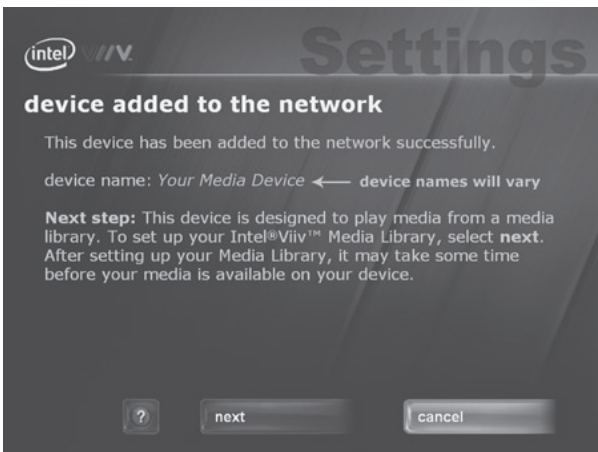 intel VIIV
Settings
device added to the network
This device has been added to the network successfully.
device name: Your Media Device ← device names will vary
Next step: This device is designed to play media from a media
library. To set up your Intel®Viiv™ Media Library, select next.
After setting up your Media Library, it may take some time
before your media is available on your device.
?
next
cancel